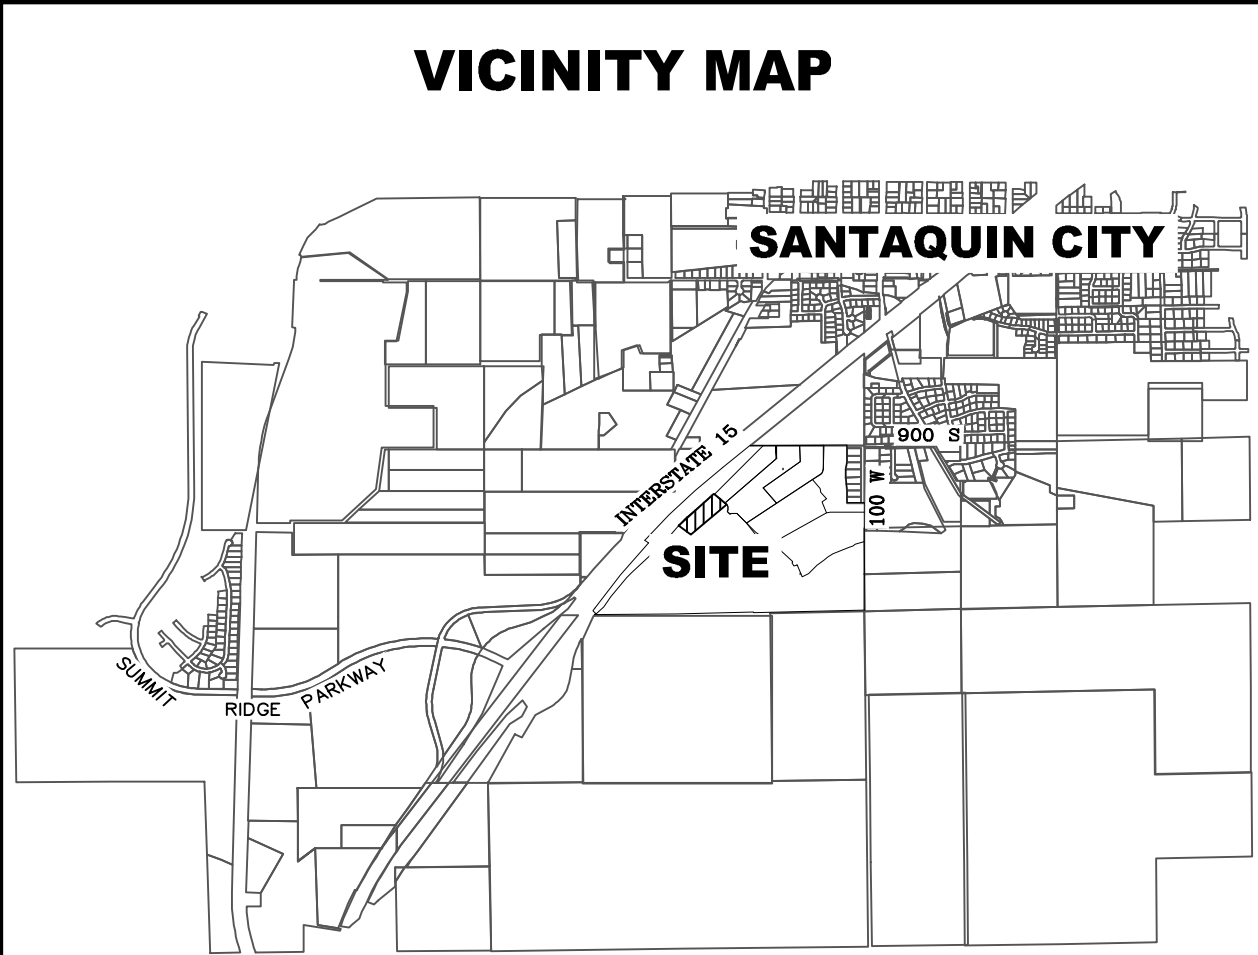 VICINITY MAP
SANTAQUIN CITY
900 S
INTERSTATE 15
100 W
SITE
SUMMIT
RIDGE
PARKWAY